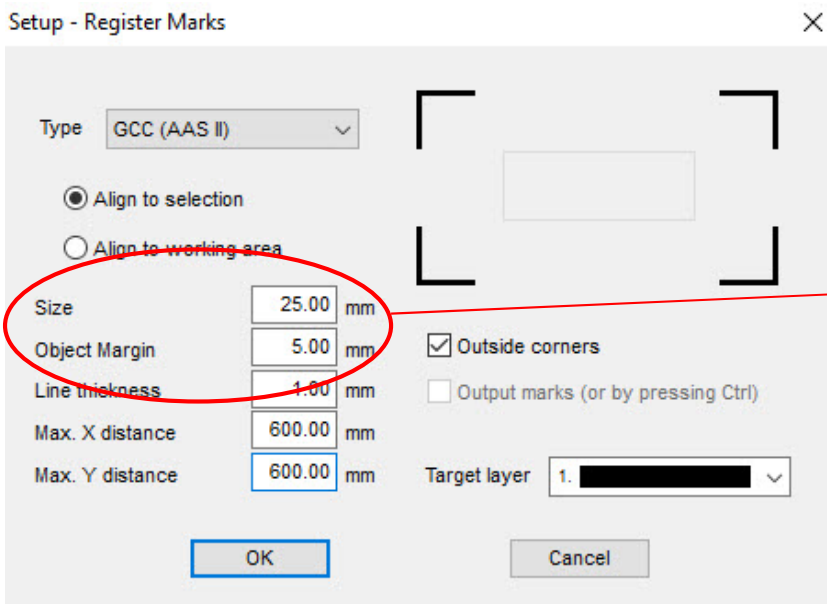 Setup - Register Marks
Type GCC (AAS II)
Align to selection
Align to working area
Size 25.00 mm
Object Margin 5.00 mm
Outside corners
Line thickness 1.00 mm
Output marks (or by pressing Ctrl)
Max. X distance 600.00 mm
Max. Y distance 600.00 mm
Target layer 1.
OK Cancel